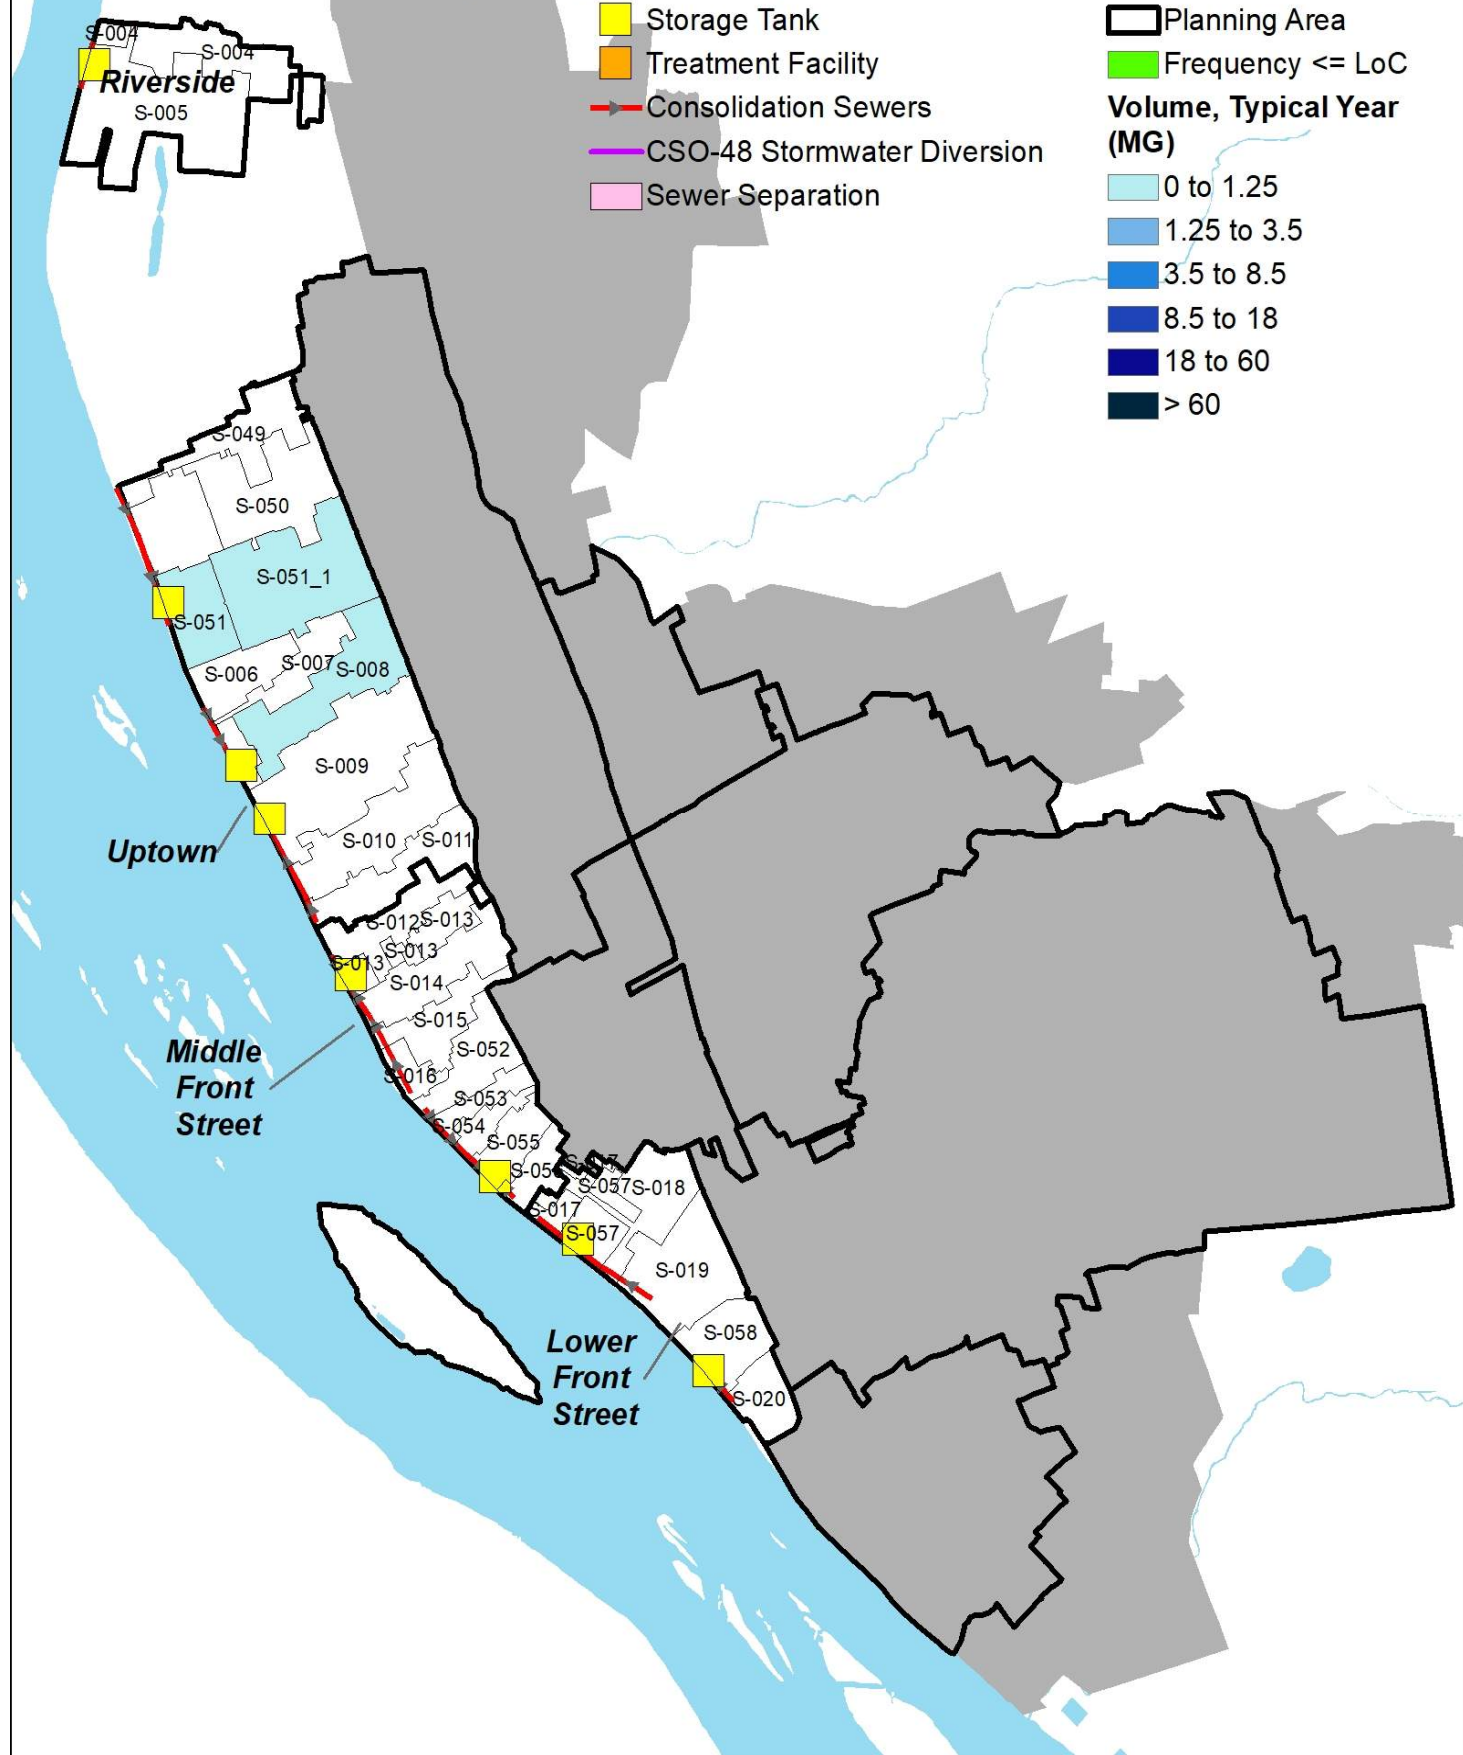 Storage Tank
Treatment Facility
Consolidation Sewers
CSO-48 Stormwater Diversion
Sewer Separation
Planning Area
Frequency <= LoC
Volume, Typical Year
(MG)
0 to 1.25
1.25 to 3.5
3.5 to 8.5
8.5 to 18
18 to 60
> 60
S-004
S-004
Riverside
S-005
S-049
S-050
S-051_1
S-051
S-006
S-007
S-008
S-009
Uptown
S-010
S-011
S-012
S-013
S-013
S-013
S-014
S-015
Middle
Front
Street
S-052
S-016
S-053
S-054
S-055
S-057
S-018
S-017
S-057
S-019
Lower
Front
Street
S-058
S-020